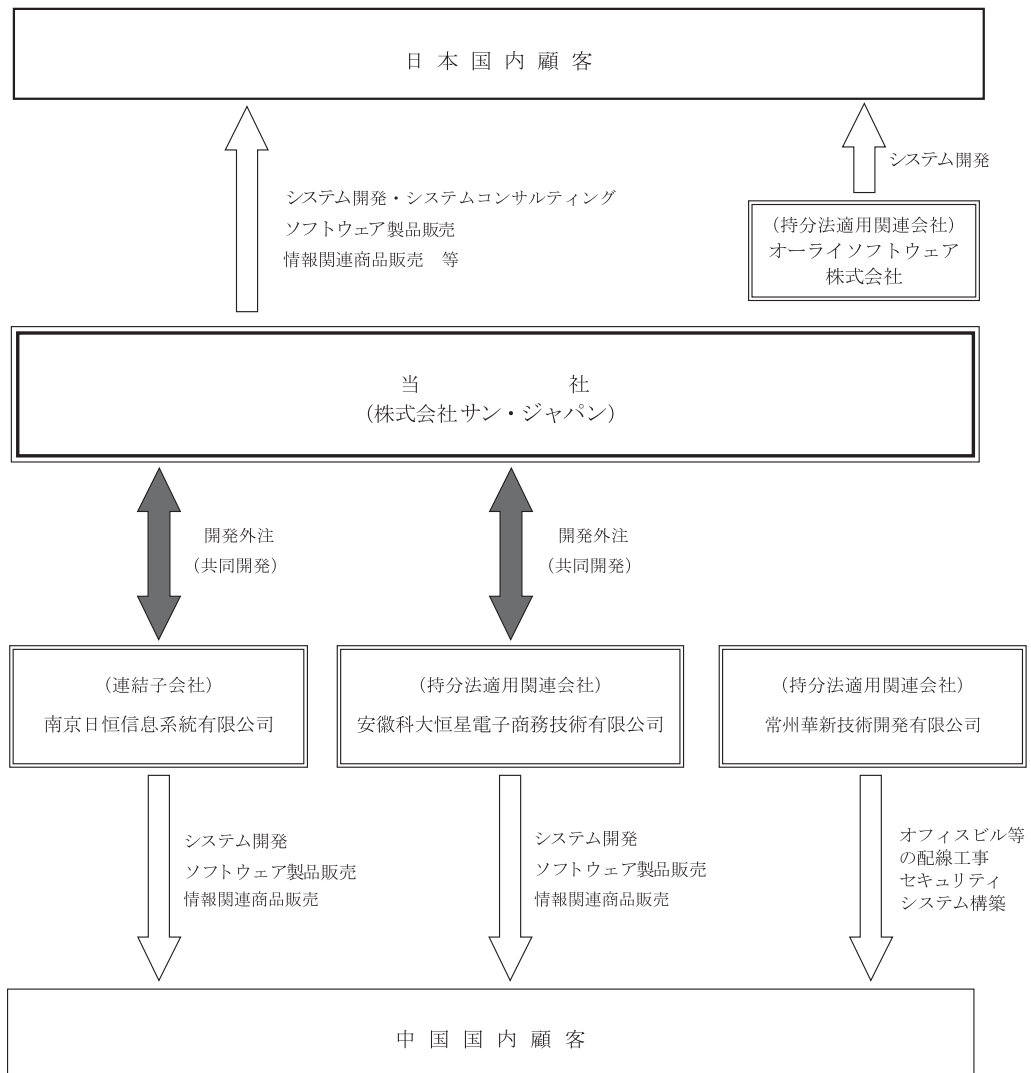 日本国内顧客
システム開発・システムコンサルティング
ソフトウェア製品販売
情報関連商品販売　等
システム開発
（持分法適用関連会社）
オーライソフトウェア
株式会社
当　　　　　社
（株式会社サン・ジャパン）
開発外注
（共同開発）
開発外注
（共同開発）
（連結子会社）
南京日恒信息系統有限公司
（持分法適用関連会社）
安徽科大恒星電子商務技術有限公司
（持分法適用関連会社）
常州華新技術開発有限公司
システム開発
ソフトウェア製品販売
情報関連商品販売
システム開発
ソフトウェア製品販売
情報関連商品販売
オフィスビル等
の配線工事
セキュリティ
システム構築
中国国内顧客